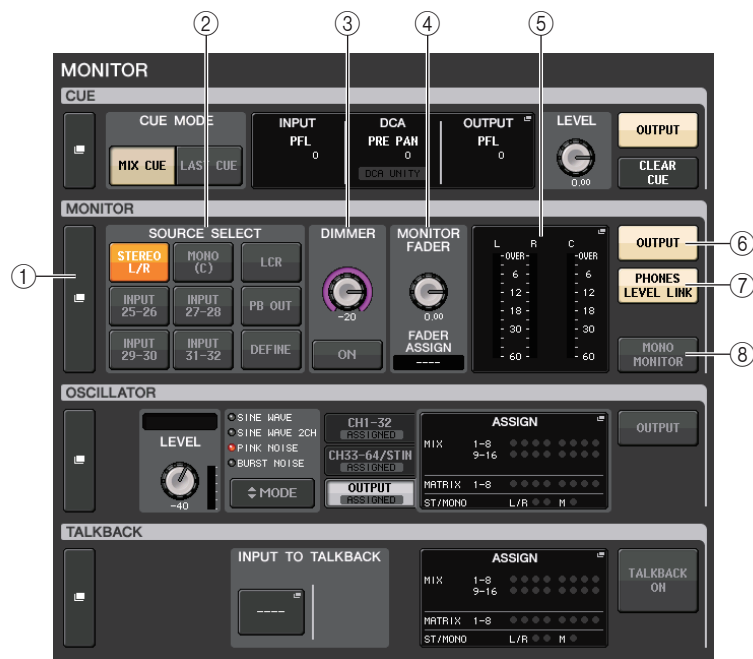 ② ③ ④ ⑤
MONITOR
CUE
CUE MODE
MIX CUE LAST CUE
INPUT DCA OUTPUT
PFL PRE PAN PFL
0 0 0
DCA UNITY
LEVEL
0.00
OUTPUT
CLEAR
CUE
MONITOR
①
SOURCE SELECT
STEREO
L/R
MONO
(C)
LCR
INPUT
25-26
INPUT
27-28
PB OUT
INPUT
29-30
INPUT
31-32
DEFINE
DIMMER
-20
ON
MONITOR
FADER
0.00
FADER
ASSIGN
----
L R C
-OVER- -OVER
- 6 - - 6
- 12 - - 12
- 18 - - 18
- 30 - - 30
- 60 - - 60
OUTPUT ⑥
PHONES
LEVEL LINK ⑦
MONO
MONITOR ⑧
OSCILLATOR
LEVEL
-40
SINE WAVE
SINE WAVE 2CH
PINK NOISE
BURST NOISE
MODE
CH1-32
ASSIGNED
CH33-64/STIN
ASSIGNED
OUTPUT
ASSIGNED
ASSIGN
MIX 1-8
9-16
MATRIX 1-8
ST/MONO L/R M
OUTPUT
TALKBACK
INPUT TO TALKBACK
----
ASSIGN
MIX 1-8
9-16
MATRIX 1-8
ST/MONO L/R M
TALKBACK
ON